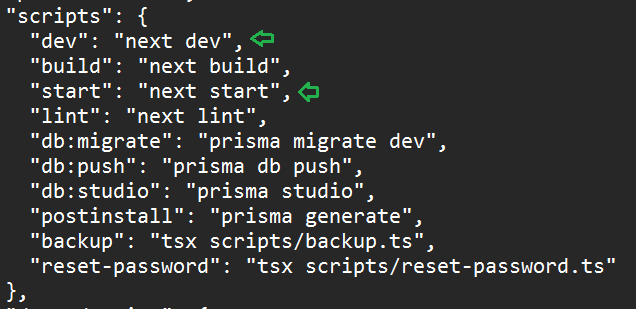 "scripts": {
"dev": "next dev",
"build": "next build",
"start": "next start",
"lint": "next lint",
"db:migrate": "prisma migrate dev",
"db:push": "prisma db push",
"db:studio": "prisma studio",
"postinstall": "prisma generate",
"backup": "tsx scripts/backup.ts",
"reset-password": "tsx scripts/reset-password.ts"
},